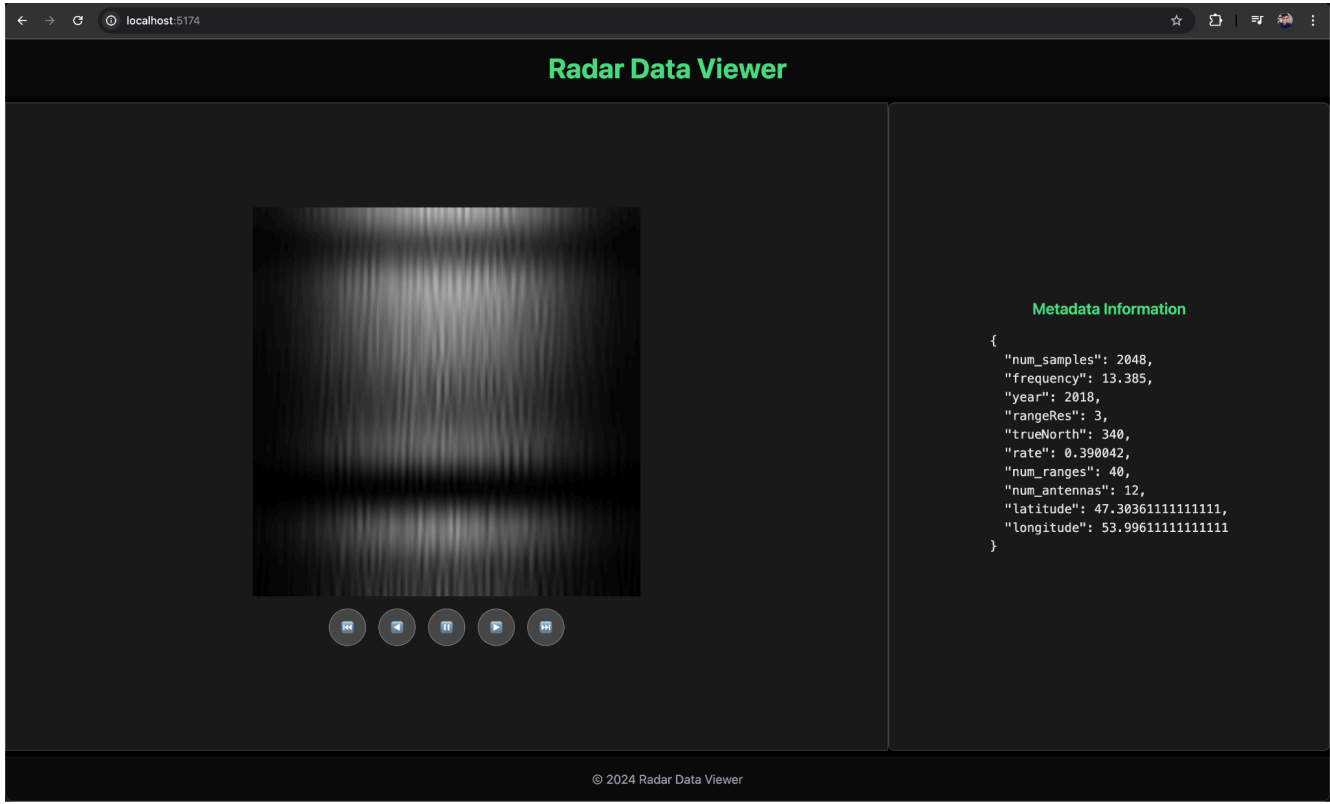 localhost:5174
Radar Data Viewer
Metadata Information
{
"num_samples": 2048,
"frequency": 13.385,
"year": 2018,
"rangeRes": 3,
"trueNorth": 340,
"rate": 0.390042,
"num_ranges": 40,
"num_antennas": 12,
"latitude": 47.30361111111111,
"longitude": 53.99611111111111
}
© 2024 Radar Data Viewer